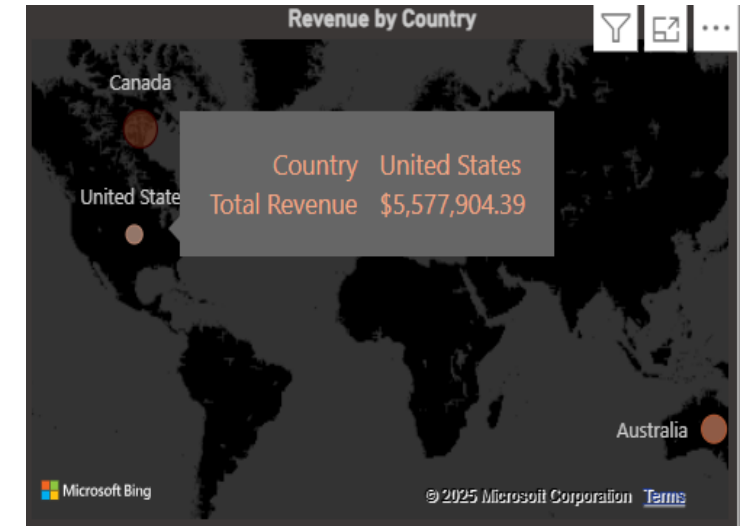 Revenue by Country
Canada
Country United States
United State
Total Revenue $5,577,904.39
Australia
Microsoft Bing
© 2025 Microsoft Corporation Terms